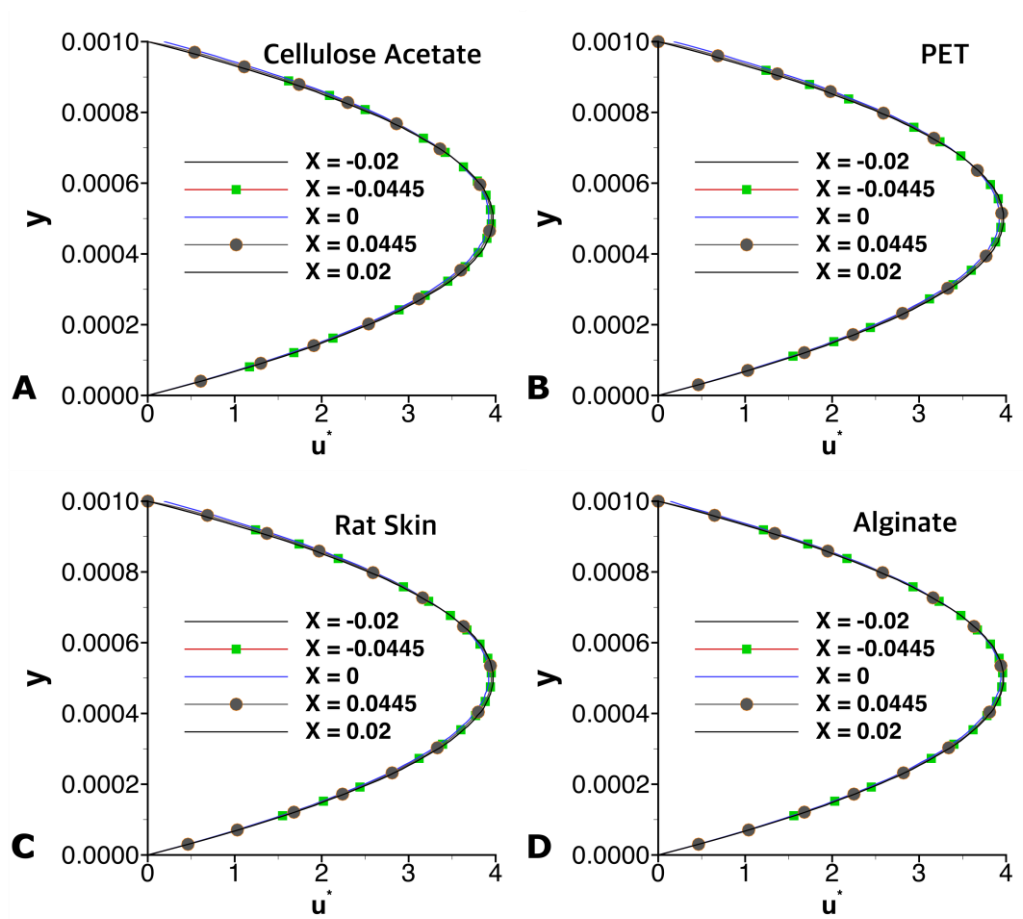 Cellulose Acetate
0.0010
0.0008
0.0006
0.0004
0.0002
0.0000
y
X = -0.02
X = -0.0445
X = 0
X = 0.0445
X = 0.02
A
0 1 2 3 4
u*
PET
0.0010
0.0008
0.0006
0.0004
0.0002
0.0000
y
X = -0.02
X = -0.0445
X = 0
X = 0.0445
X = 0.02
B
0 1 2 3 4
u*
Rat Skin
0.0010
0.0008
0.0006
0.0004
0.0002
0.0000
y
X = -0.02
X = -0.0445
X = 0
X = 0.0445
X = 0.02
C
0 1 2 3 4
u*
Alginate
0.0010
0.0008
0.0006
0.0004
0.0002
0.0000
y
X = -0.02
X = -0.0445
X = 0
X = 0.0445
X = 0.02
D
0 1 2 3 4
u*